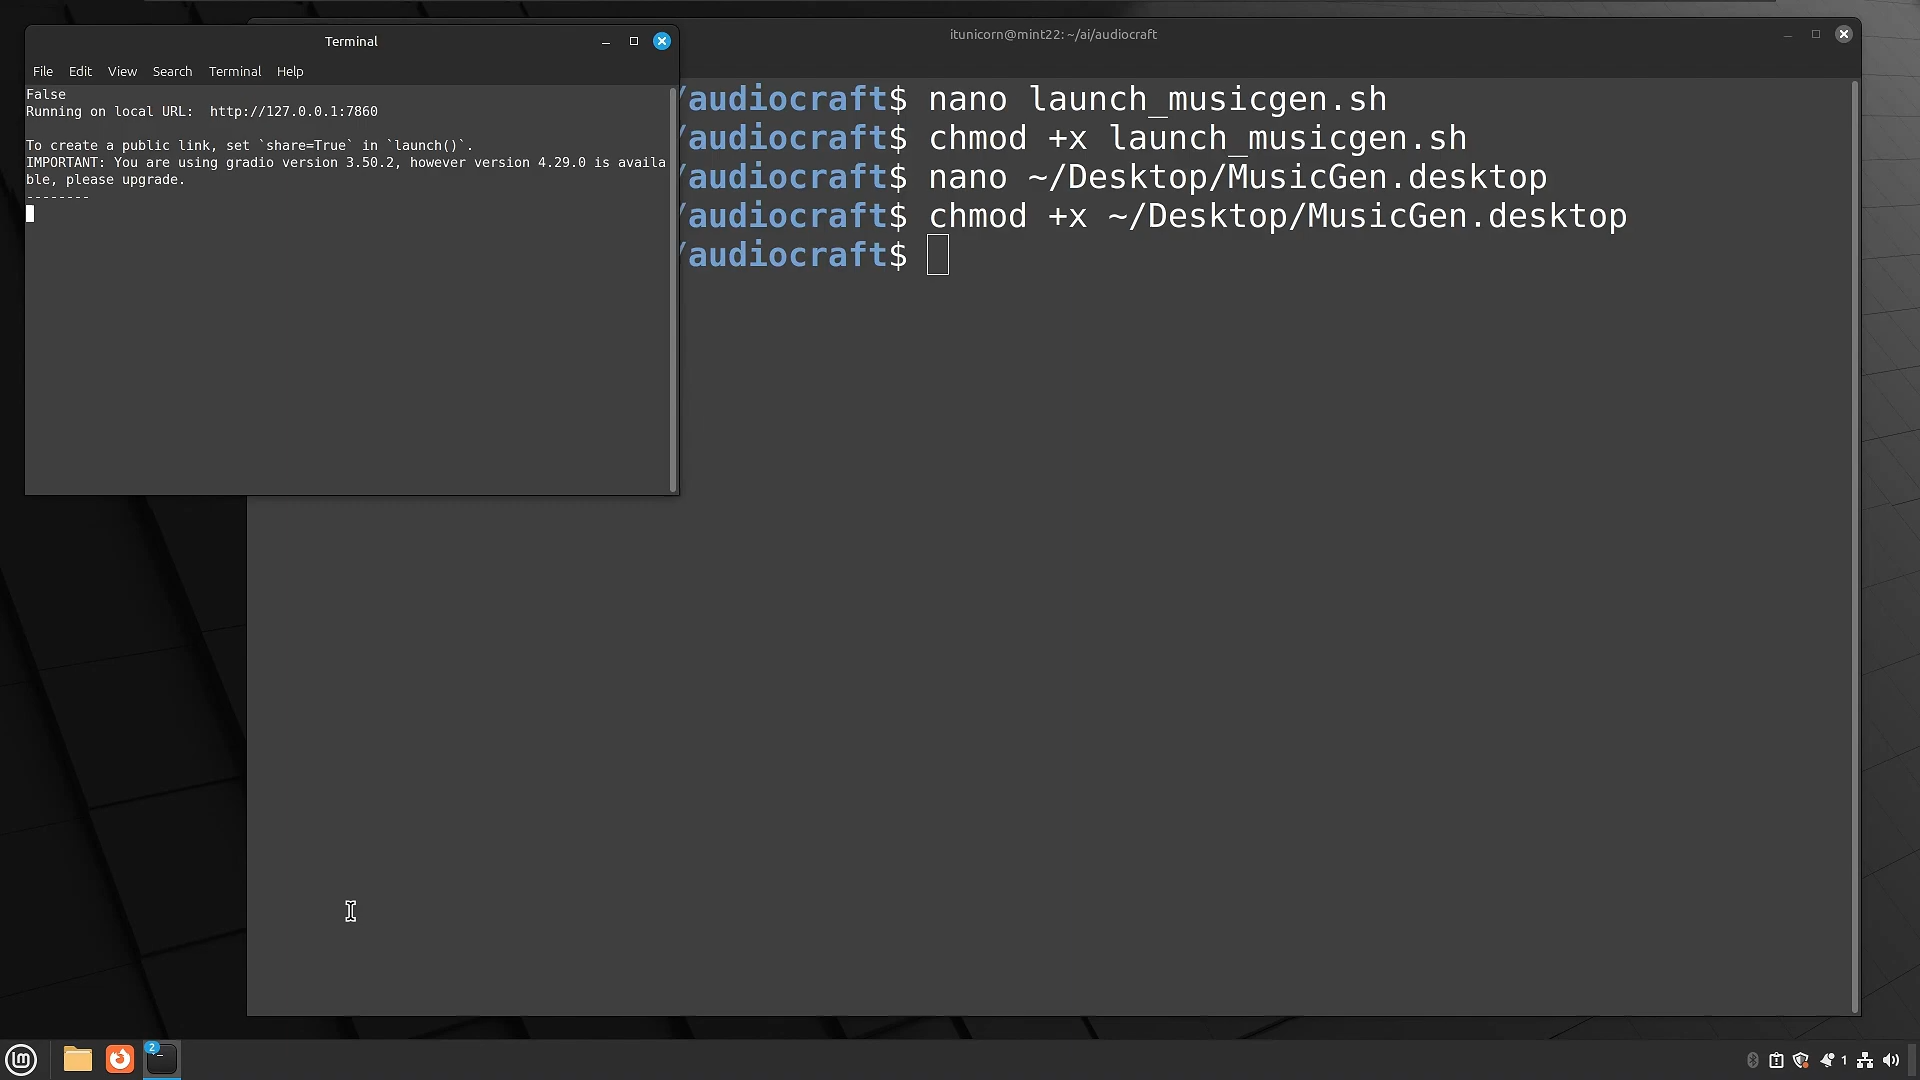 Terminal
File Edit View Search Terminal Help
False
Running on local URL:  http://127.0.0.1:7860
To create a public link, set `share=True` in `launch()`.
IMPORTANT: You are using gradio version 3.50.2, however version 4.29.0 is availa
ble, please upgrade.
--------
itunicorn@mint22: ~/ai/audiocraft
/audiocraft$ nano launch_musicgen.sh
/audiocraft$ chmod +x launch_musicgen.sh
/audiocraft$ nano ~/Desktop/MusicGen.desktop
/audiocraft$ chmod +x ~/Desktop/MusicGen.desktop
/audiocraft$
lm
2
1